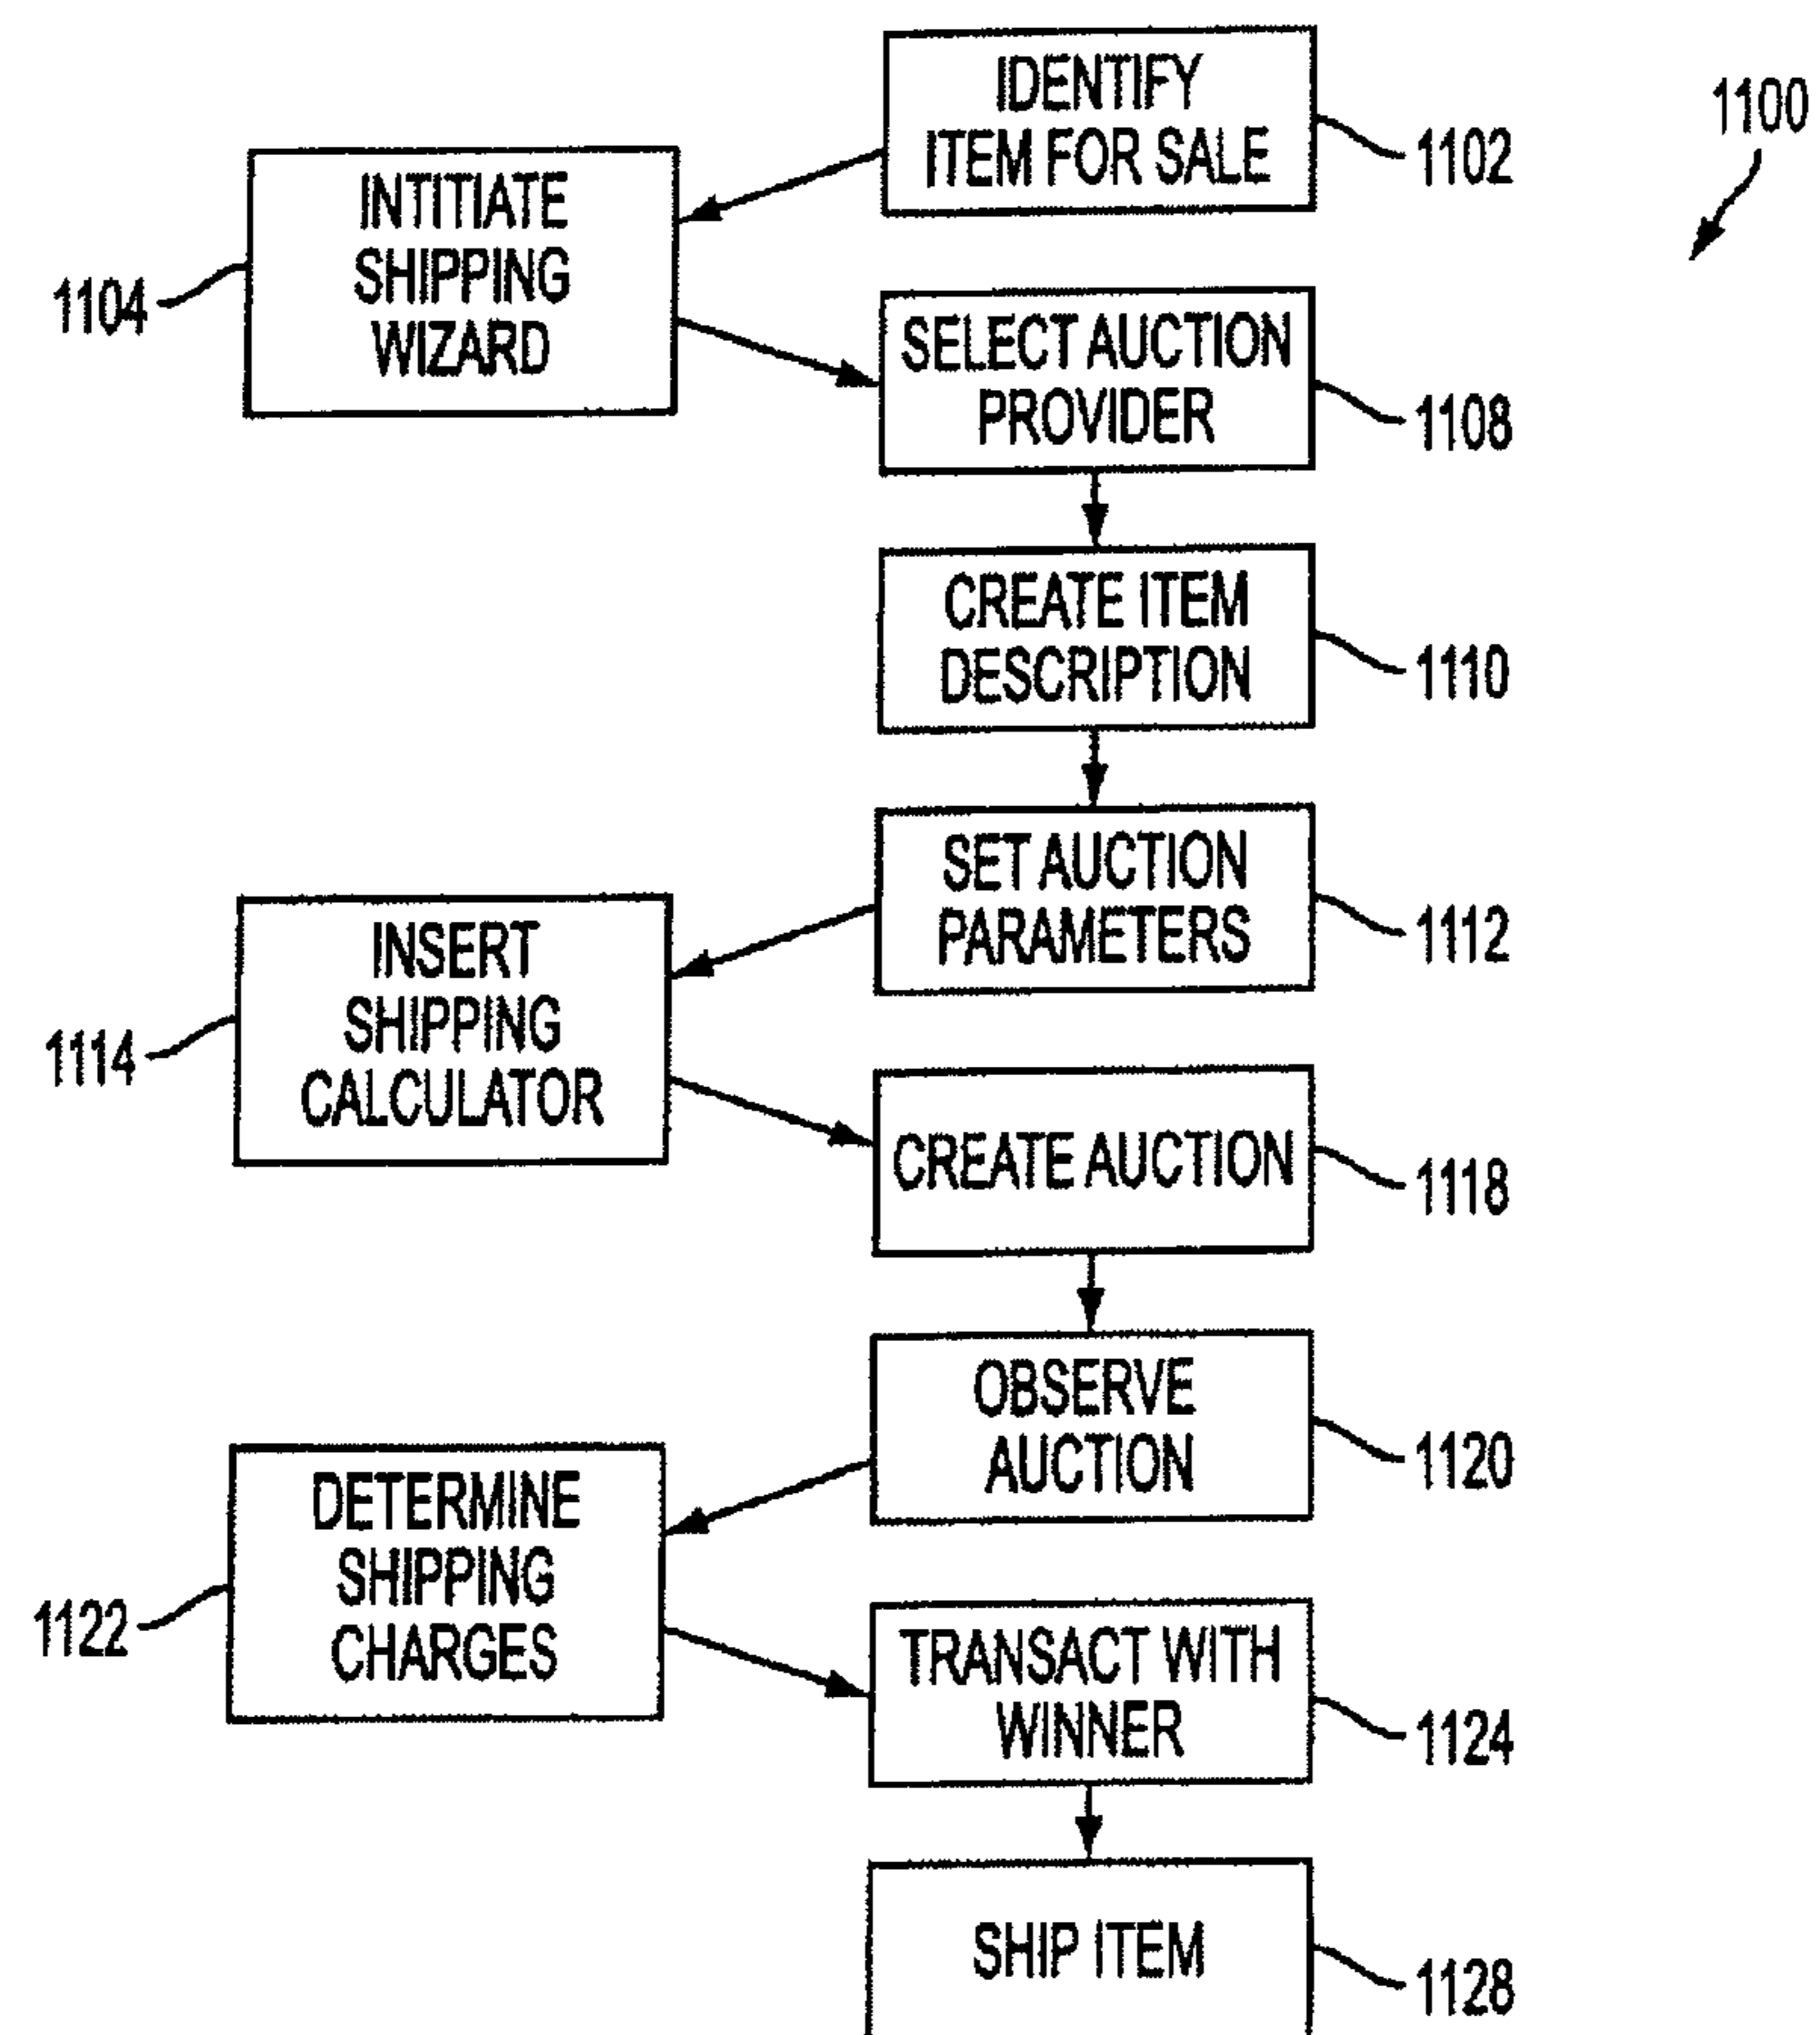 IDENTIFY
ITEM FOR SALE
1102
1100
INTITIATE
SHIPPING
WIZARD
1104
SELECT AUCTION
PROVIDER
1108
CREATE ITEM
DESCRIPTION
1110
SET AUCTION
PARAMETERS
1112
INSERT
SHIPPING
CALCULATOR
1114
CREATE AUCTION
1118
OBSERVE
AUCTION
1120
DETERMINE
SHIPPING
CHARGES
1122
TRANSACT WITH
WINNER
1124
SHIP ITEM
1128